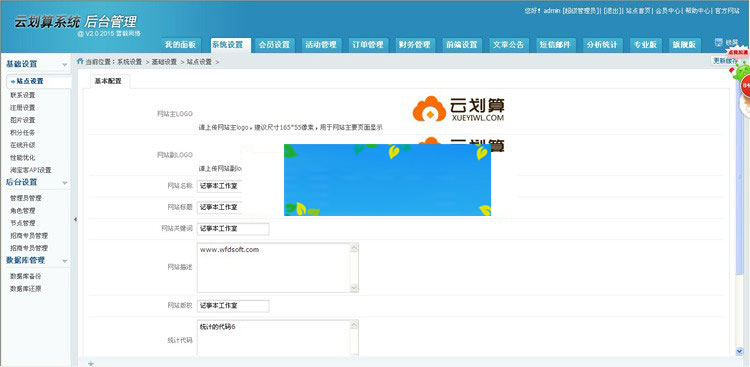 云划算系统 后台管理
@ V2.0 2015 雪毅网络
您好! admin [超级管理员] [退出] | 站点首页 | 会员中心 | 帮助中心 | 官方网站
我的面板 系统设置 会员设置 活动管理 订单管理 财务管理 前端设置 文章公告 短信邮件 分析统计 专业版 旗舰版
当前位置：系统设置 > 基础设置 > 站点设置 >
更新缓存
基础设置
站点设置
联系设置
注册设置
图片设置
积分任务
在线升级
性能优化
淘宝客API设置
后台设置
管理员管理
角色管理
节点管理
招商专员管理
招商专员管理
数据库管理
数据库备份
数据库还原
基本配置
网站主LOGO
云划算
XUEYIWL.COM
请上传网站主logo，建议尺寸165*55像素，用于网站主要页面显示
网站副LOGO
请上传网站副lo
网站名称 记事本工作室
网站标题 记事本工作室
网站关键词 记事本工作室
网站描述 www.wfdsoft.com
网站版权 记事本工作室
统计代码 统计的代码6